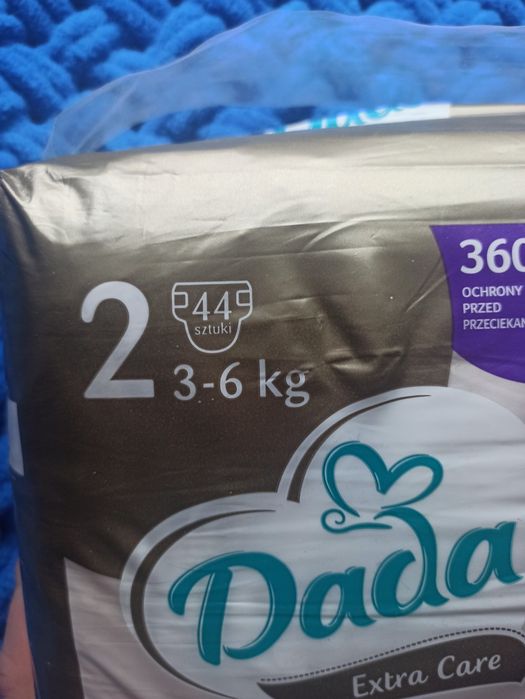 2
44
sztuki
3-6 kg
360
OCHRONY
PRZED
Dada
Extra Care